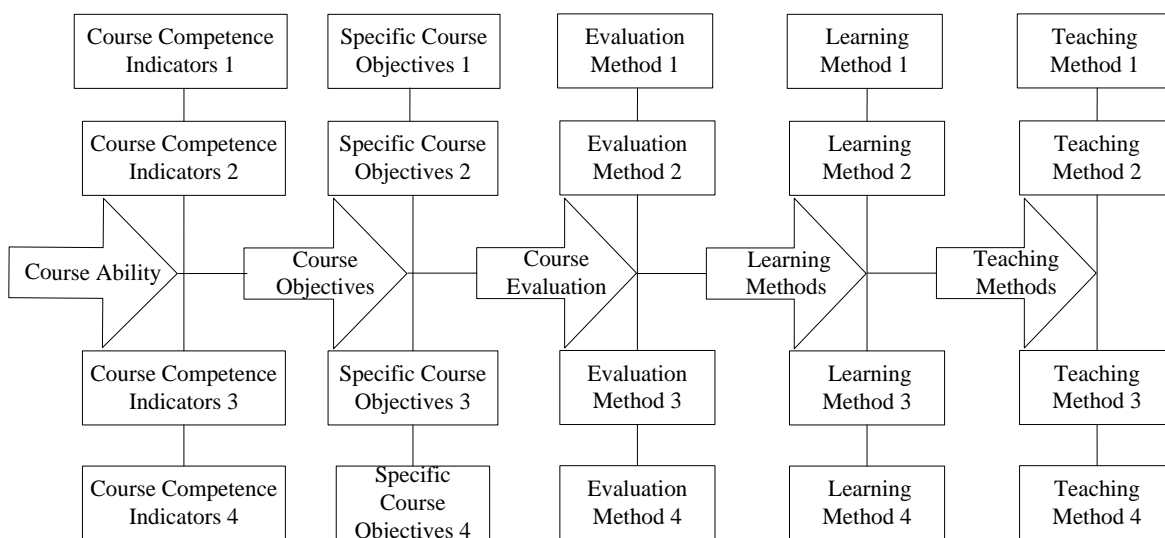 Course Competence
Indicators 1
Specific Course
Objectives 1
Evaluation
Method 1
Learning
Method 1
Teaching
Method 1
Course Competence
Indicators 2
Specific Course
Objectives 2
Evaluation
Method 2
Learning
Method 2
Teaching
Method 2
Course Ability
Course
Objectives
Course
Evaluation
Learning
Methods
Teaching
Methods
Course Competence
Indicators 3
Specific Course
Objectives 3
Evaluation
Method 3
Learning
Method 3
Teaching
Method 3
Course Competence
Indicators 4
Specific
Course
Objectives 4
Evaluation
Method 4
Learning
Method 4
Teaching
Method 4